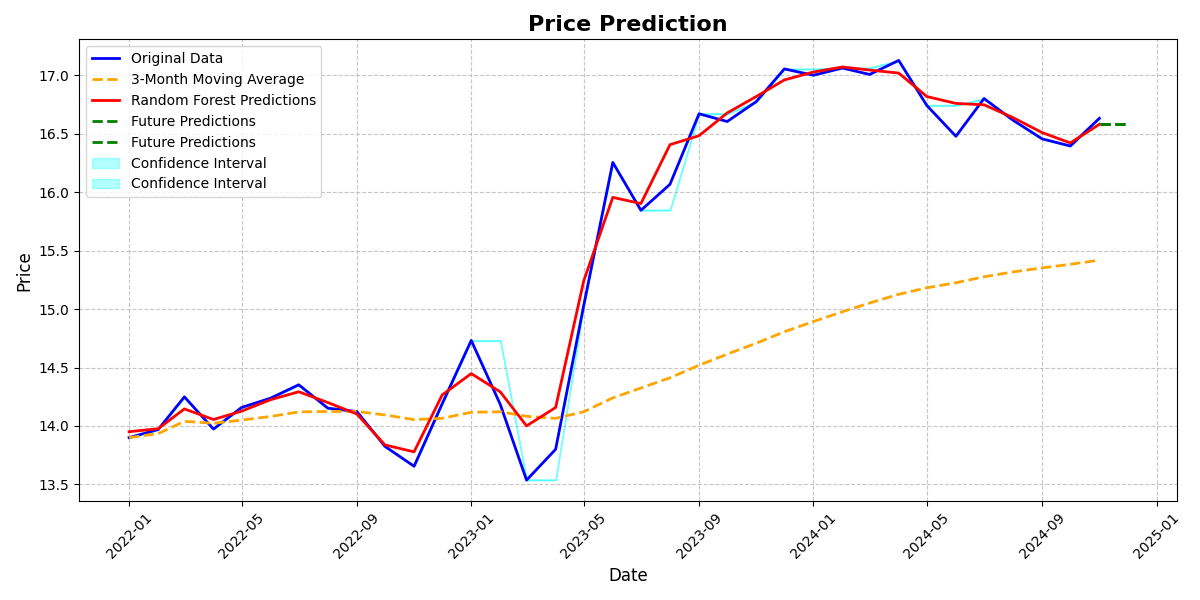 Price Prediction
Original Data
3-Month Moving Average
Random Forest Predictions
Future Predictions
Future Predictions
Confidence Interval
Confidence Interval
Price
17.0
16.5
16.0
15.5
15.0
14.5
14.0
13.5
2022-01
2022-05
2022-09
2023-01
2023-05
2023-09
2024-01
2024-05
2024-09
2025-01
Date